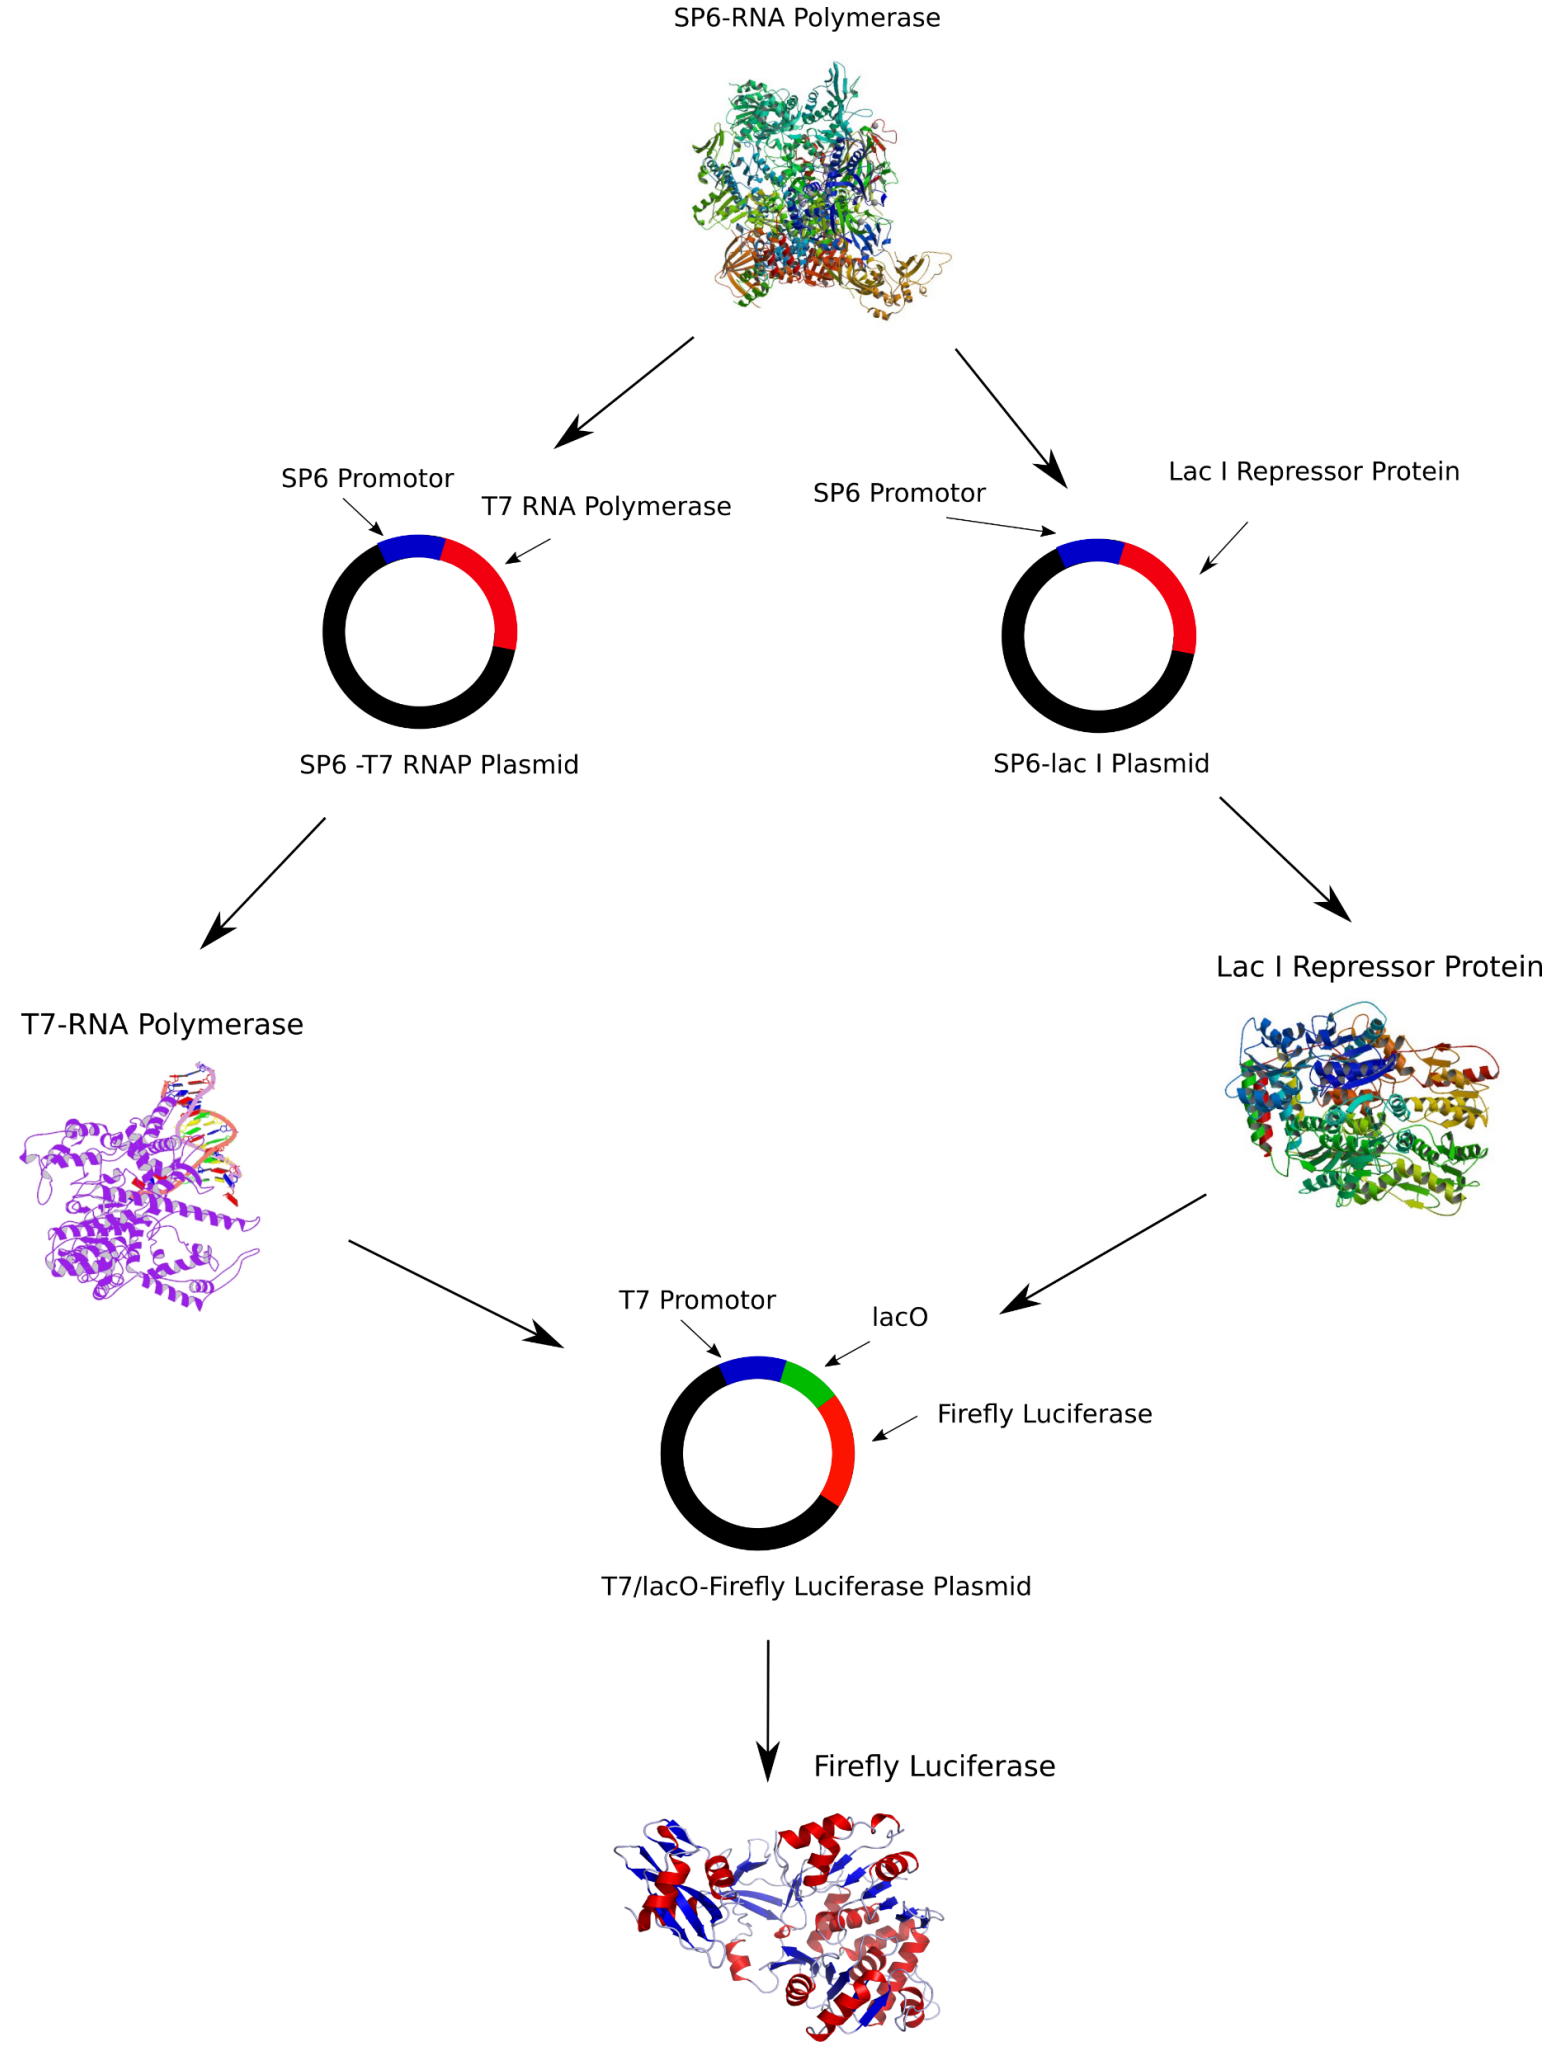 SP6-RNA Polymerase
SP6 Promotor
T7 RNA Polymerase
SP6 Promotor
Lac I Repressor Protein
SP6 -T7 RNAP Plasmid
SP6-lac I Plasmid
T7-RNA Polymerase
Lac I Repressor Protein
T7 Promotor
lacO
Firefly Luciferase
T7/lacO-Firefly Luciferase Plasmid
Firefly Luciferase